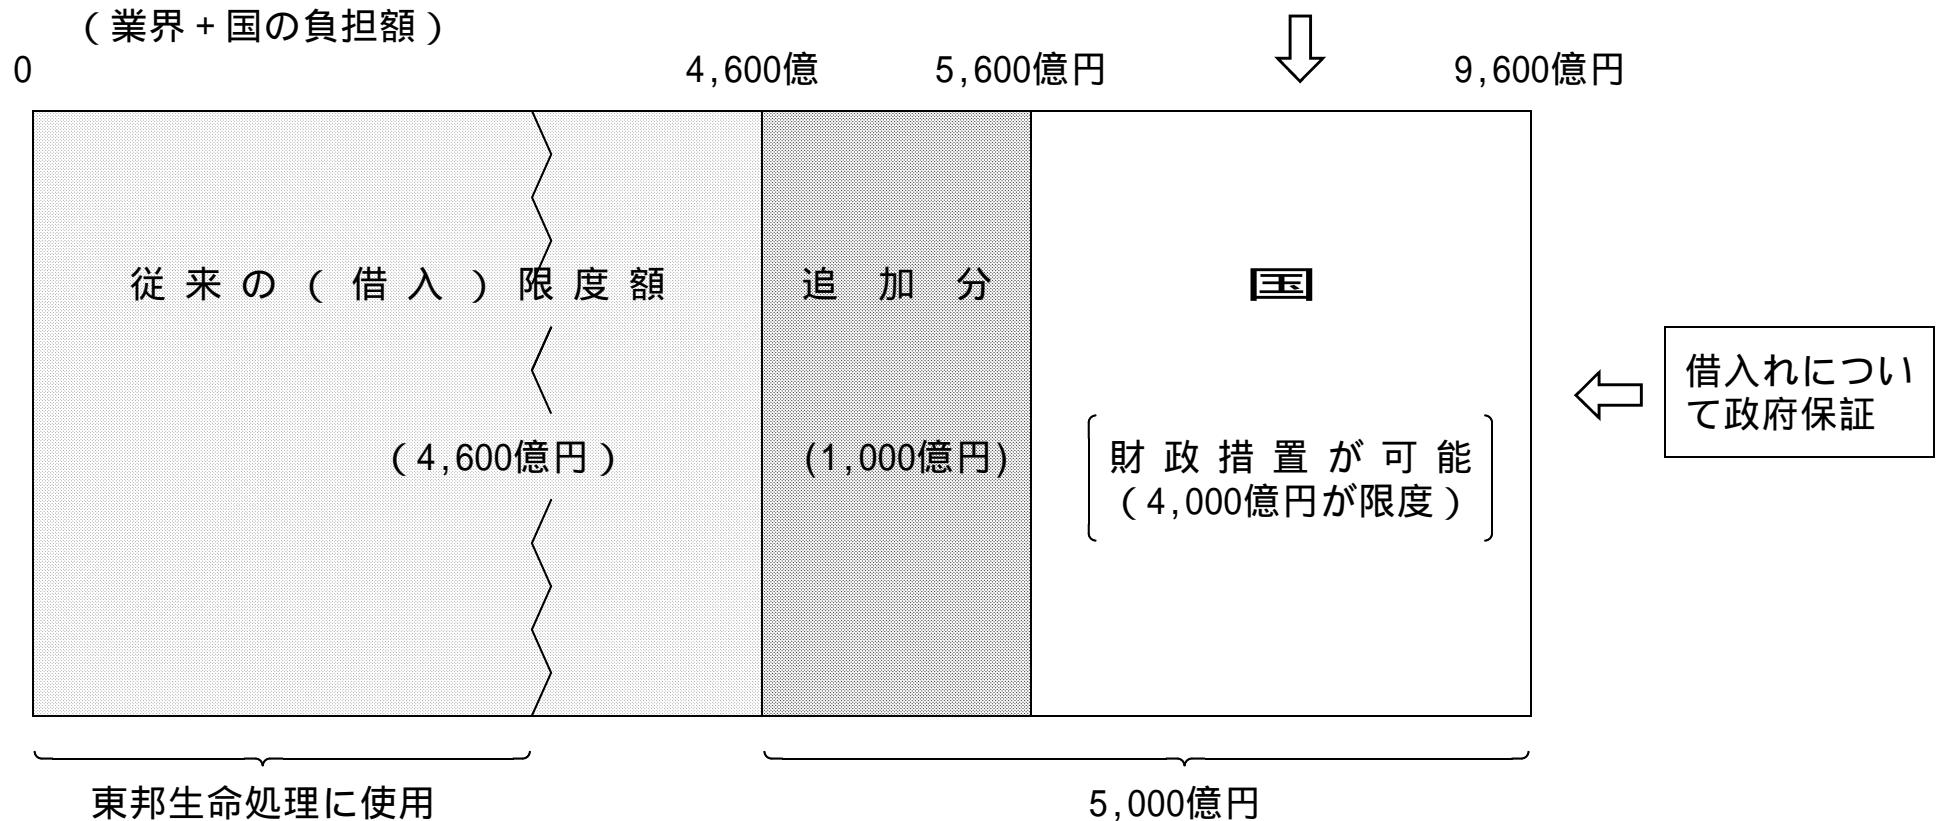 （業界＋国の負担額）
0　4,600億　5,600億円　9,600億円
従来の（借入）限度額　追加分　国
借入れについ
て政府保証
（4,600億円）　(1,000億円)　財政措置が可能
（4,000億円が限度）
東邦生命処理に使用　5,000億円